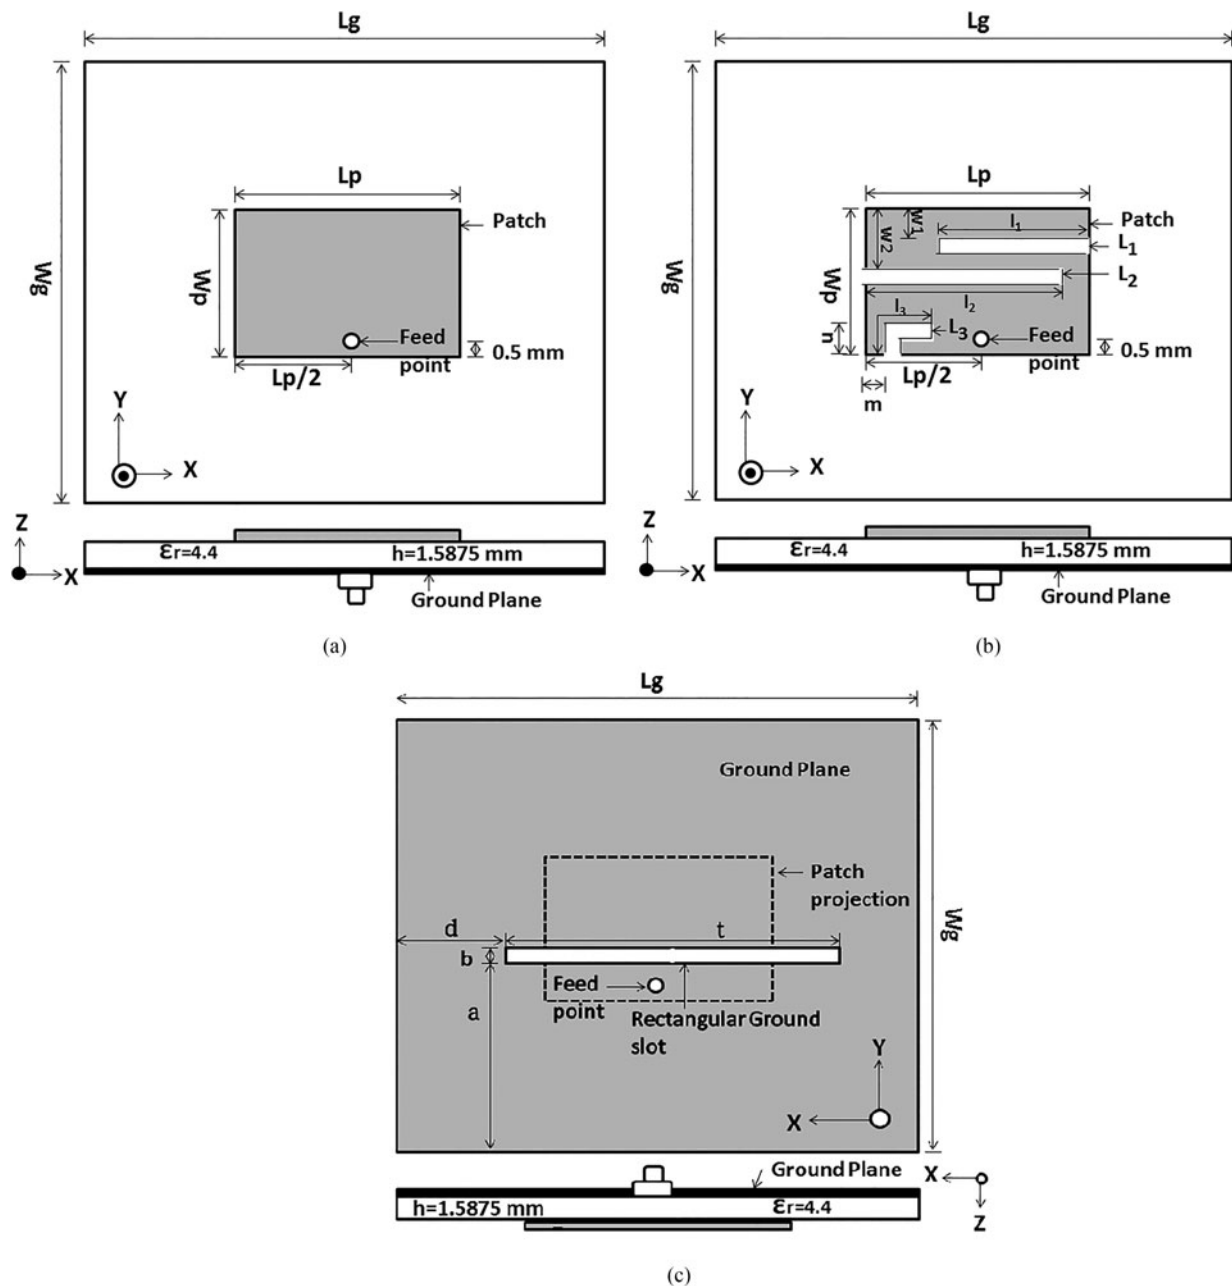 Lg
Wg
Lp
Patch
Wp
Feed
point
0.5 mm
Lp/2
Y
X
Z
X
εr=4.4 h=1.5875 mm
Ground Plane
(a)
Lg
Wg
Lp
Patch
W1
W2
l1
L1
L2
Wp
l2
l3
L3
n
Feed
point
0.5 mm
Lp/2
m
Y
X
Z
X
εr=4.4 h=1.5875 mm
Ground Plane
(b)
Lg
Ground Plane
Wg
Patch
projection
d
t
b
Feed
point
a
Rectangular Ground
slot
Y
X
Ground Plane
X
Z
h=1.5875 mm εr=4.4
(c)